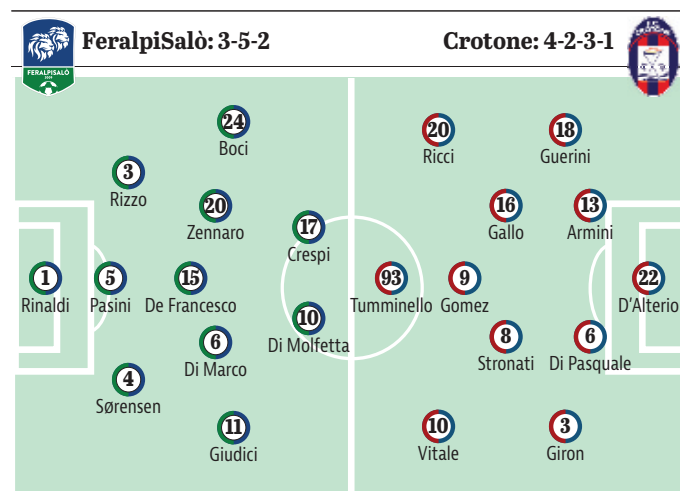 FeralpiSalò: 3-5-2
Crotone: 4-2-3-1
FERALPISALÒ
24
Boci
3
Rizzo
20
Zennaro
17
Crespi
1
Rinaldi
5
Pasini
15
De Francesco
10
Di Molfetta
6
Di Marco
4
Sørensen
11
Giudici
20
Ricci
18
Guerini
16
Gallo
13
Armini
93
Tumminello
9
Gomez
22
D'Alterio
8
Stronati
6
Di Pasquale
10
Vitale
3
Giron